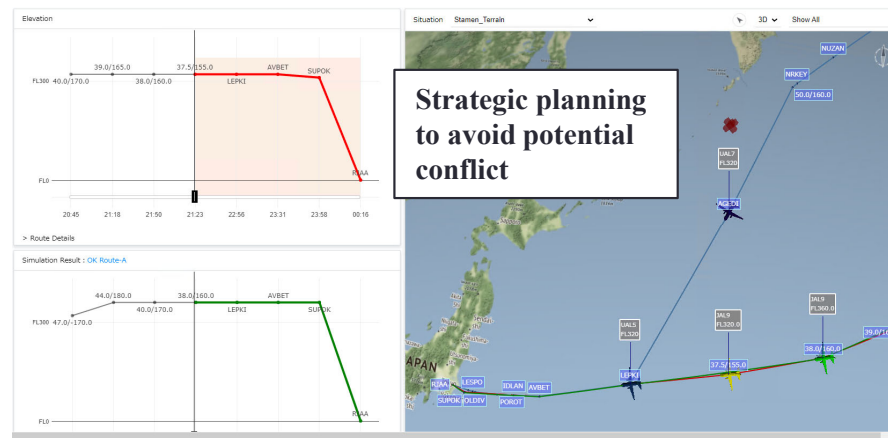 Elevation
39.0/165.0
37.5/155.0
AVBET
SUPOK
FL300
40.0/170.0
38.0/160.0
LEPKI
RJAA
FL0
20:45
21:18
21:50
21:23
22:56
23:31
23:58
00:16
> Route Details
Simulation Result : OK Route-A
44.0/180.0
38.0/160.0
AVBET
40.0/170.0
LEPKI
SUPOK
FL300
47.0/-170.0
RJAA
FL0
Situation
Stamen_Terrain
3D
Show All
Strategic planning
to avoid potential
conflict
NUZAN
NRKEY
50.0/160.0
UAL7
FL320
AGEDI
JAL9
FL360.0
JAL9
FL320.0
UAL5
FL320
39.0/16
38.0/160.0
37.5/155.0
LEPKI
APAN
RJAA
LESPO
IDLAN
AVBET
SUPOK
OLDIV
POROT